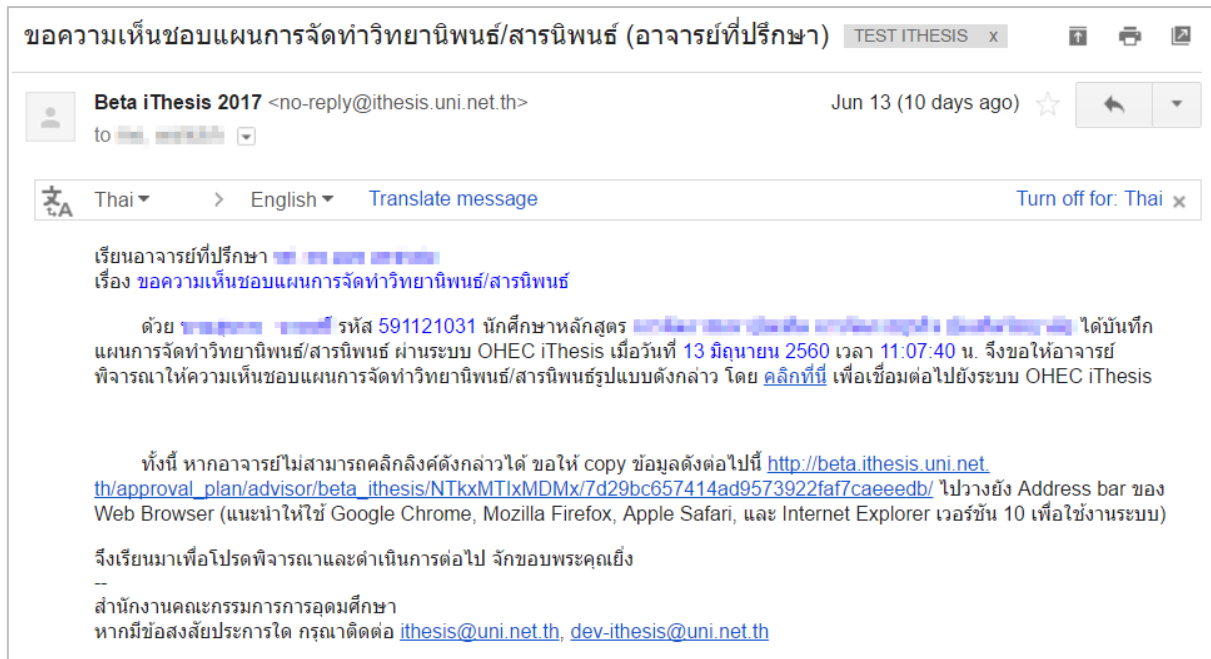 ขอความเห็นชอบแผนการจัดทำวิทยานิพนธ์/สารนิพนธ์ (อาจารย์ที่ปรึกษา) TEST ITHESIS x
Beta iThesis 2017 <no-reply@ithesis.uni.net.th> Jun 13 (10 days ago)
to
Thai > English Translate message Turn off for: Thai x
เรียนอาจารย์ที่ปรึกษา
เรื่อง ขอความเห็นชอบแผนการจัดทำวิทยานิพนธ์/สารนิพนธ์
ด้วย รหัส 591121031 นักศึกษาหลักสูตร ได้บันทึก
แผนการจัดทำวิทยานิพนธ์/สารนิพนธ์ ผ่านระบบ OHEC iThesis เมื่อวันที่ 13 มิถุนายน 2560 เวลา 11:07:40 น. จึงขอให้อาจารย์
พิจารณาให้ความเห็นชอบแผนการจัดทำวิทยานิพนธ์/สารนิพนธ์รูปแบบดังกล่าว โดย คลิกที่นี่ เพื่อเชื่อมต่อไปยังระบบ OHEC iThesis
ทั้งนี้ หากอาจารย์ไม่สามารถคลิกลิงค์ดังกล่าวได้ ขอให้ copy ข้อมูลดังต่อไปนี้ http://beta.ithesis.uni.net.
th/approval_plan/advisor/beta_ithesis/NTkxMTIxMDMx/7d29bc657414ad9573922faf7caeeedb/ ไปวางยัง Address bar ของ
Web Browser (แนะนำให้ใช้ Google Chrome, Mozilla Firefox, Apple Safari, และ Internet Explorer เวอร์ชัน 10 เพื่อใช้งานระบบ)
จึงเรียนมาเพื่อโปรดพิจารณาและดำเนินการต่อไป จักขอบพระคุณยิ่ง
--
สำนักงานคณะกรรมการการอุดมศึกษา
หากมีข้อสงสัยประการใด กรุณาติดต่อ ithesis@uni.net.th, dev-ithesis@uni.net.th